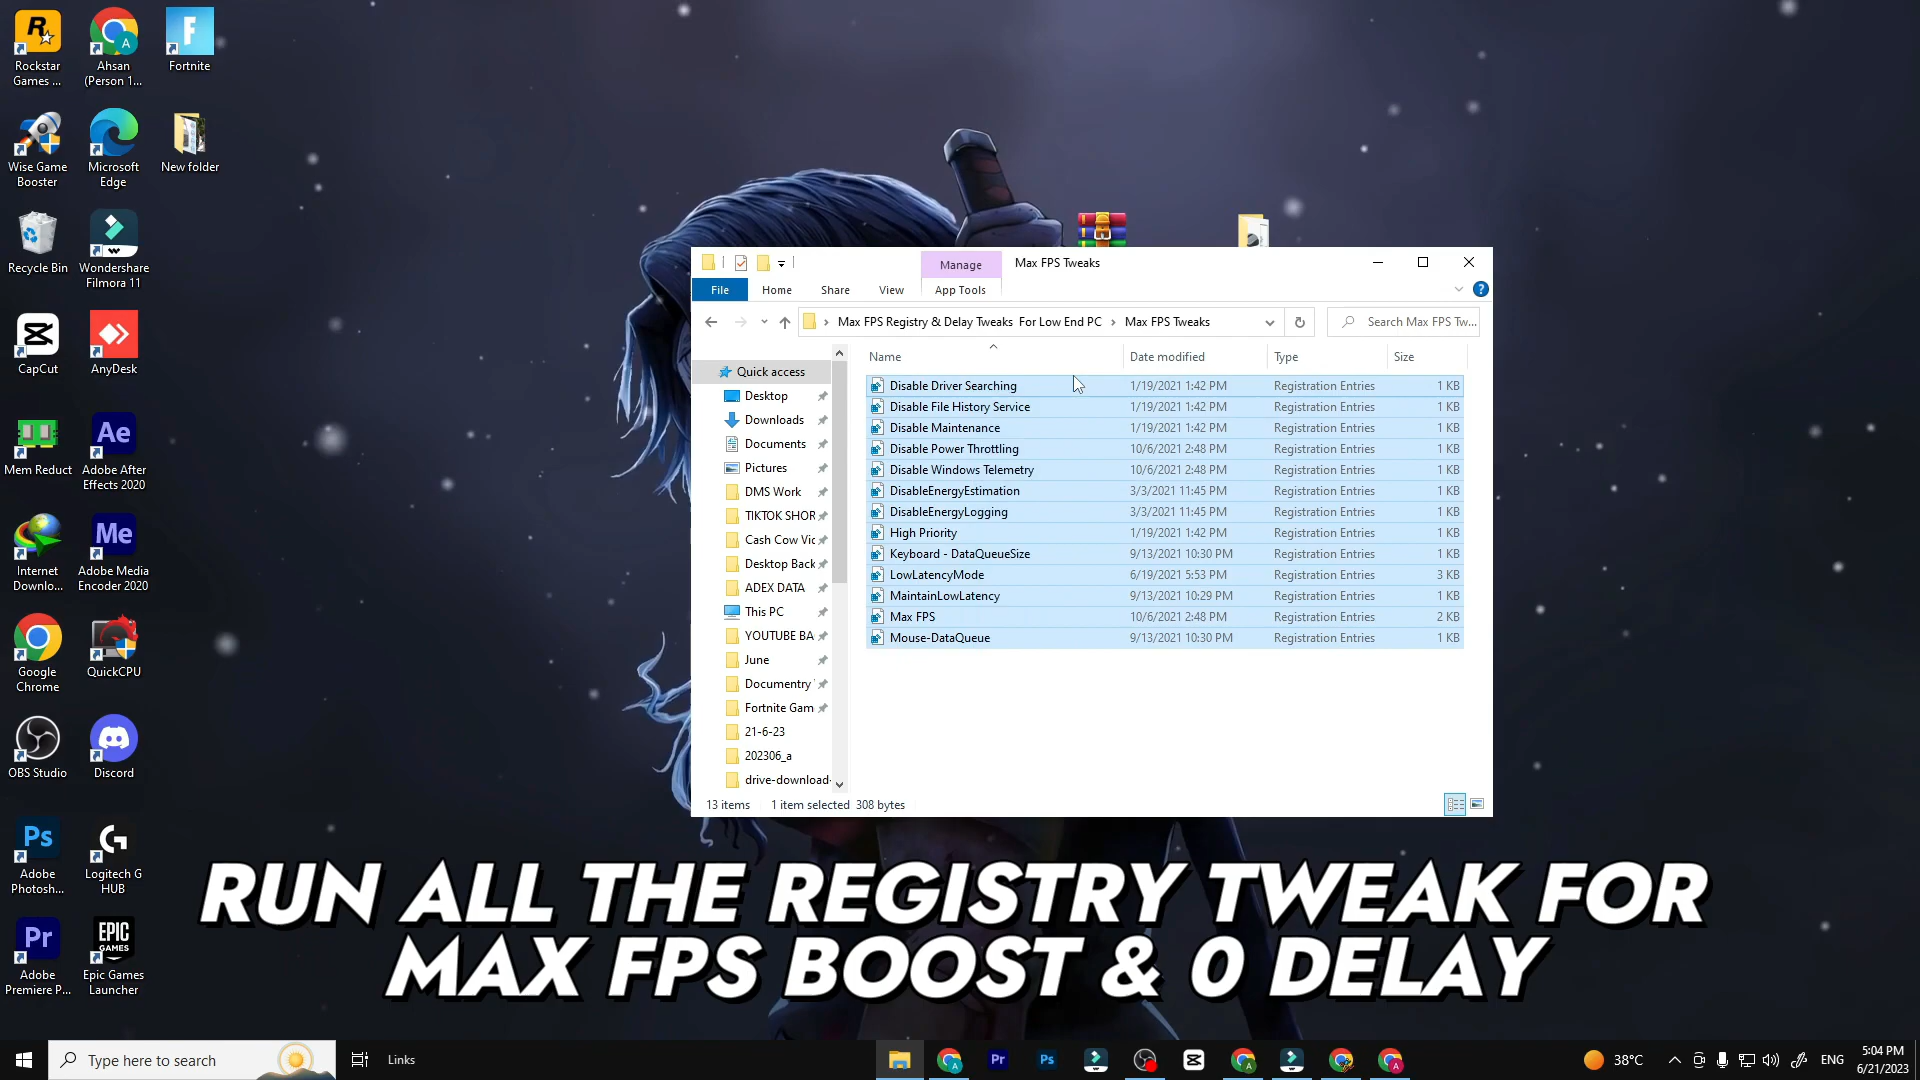 Rockstar
Games ...
Ahsan
(Person 1...
Fortnite
Wise Game
Booster
Microsoft
Edge
New folder
Recycle Bin
Wondershare
Filmora 11
CapCut
AnyDesk
Mem Reduct
Adobe After
Effects 2020
Internet
Downlo...
Adobe Media
Encoder 2020
Google
Chrome
QuickCPU
OBS Studio
Discord
Adobe
Photosh...
Logitech G
HUB
Adobe
Premiere P...
Epic Games
Launcher
Ae
Me
Ps
Pr
EPIC
GAMES
Manage
Max FPS Tweaks
File
Home
Share
View
App Tools
Max FPS Registry & Delay Tweaks For Low End PC > Max FPS Tweaks
Search Max FPS Tw...
Name
Date modified
Type
Size
Quick access
Desktop
Downloads
Documents
Pictures
DMS Work
TIKTOK SHOR
Cash Cow Vic
Desktop Back
ADEX DATA
This PC
YOUTUBE BA
June
Documentry
Fortnite Gam
21-6-23
202306_a
drive-download-
Disable Driver Searching 1/19/2021 1:42 PM Registration Entries 1 KB
Disable File History Service 1/19/2021 1:42 PM Registration Entries 1 KB
Disable Maintenance 1/19/2021 1:42 PM Registration Entries 1 KB
Disable Power Throttling 10/6/2021 2:48 PM Registration Entries 1 KB
Disable Windows Telemetry 10/6/2021 2:48 PM Registration Entries 1 KB
DisableEnergyEstimation 3/3/2021 11:45 PM Registration Entries 1 KB
DisableEnergyLogging 3/3/2021 11:45 PM Registration Entries 1 KB
High Priority 1/19/2021 1:42 PM Registration Entries 1 KB
Keyboard - DataQueueSize 9/13/2021 10:30 PM Registration Entries 1 KB
LowLatencyMode 6/19/2021 5:53 PM Registration Entries 3 KB
MaintainLowLatency 9/13/2021 10:29 PM Registration Entries 1 KB
Max FPS 10/6/2021 2:48 PM Registration Entries 2 KB
Mouse-DataQueue 9/13/2021 10:30 PM Registration Entries 1 KB
13 items 1 item selected 308 bytes
RUN ALL THE REGISTRY TWEAK FOR
MAX FPS BOOST & 0 DELAY
Type here to search
Links
Pr
Ps
38°C
ENG
5:04 PM
6/21/2023